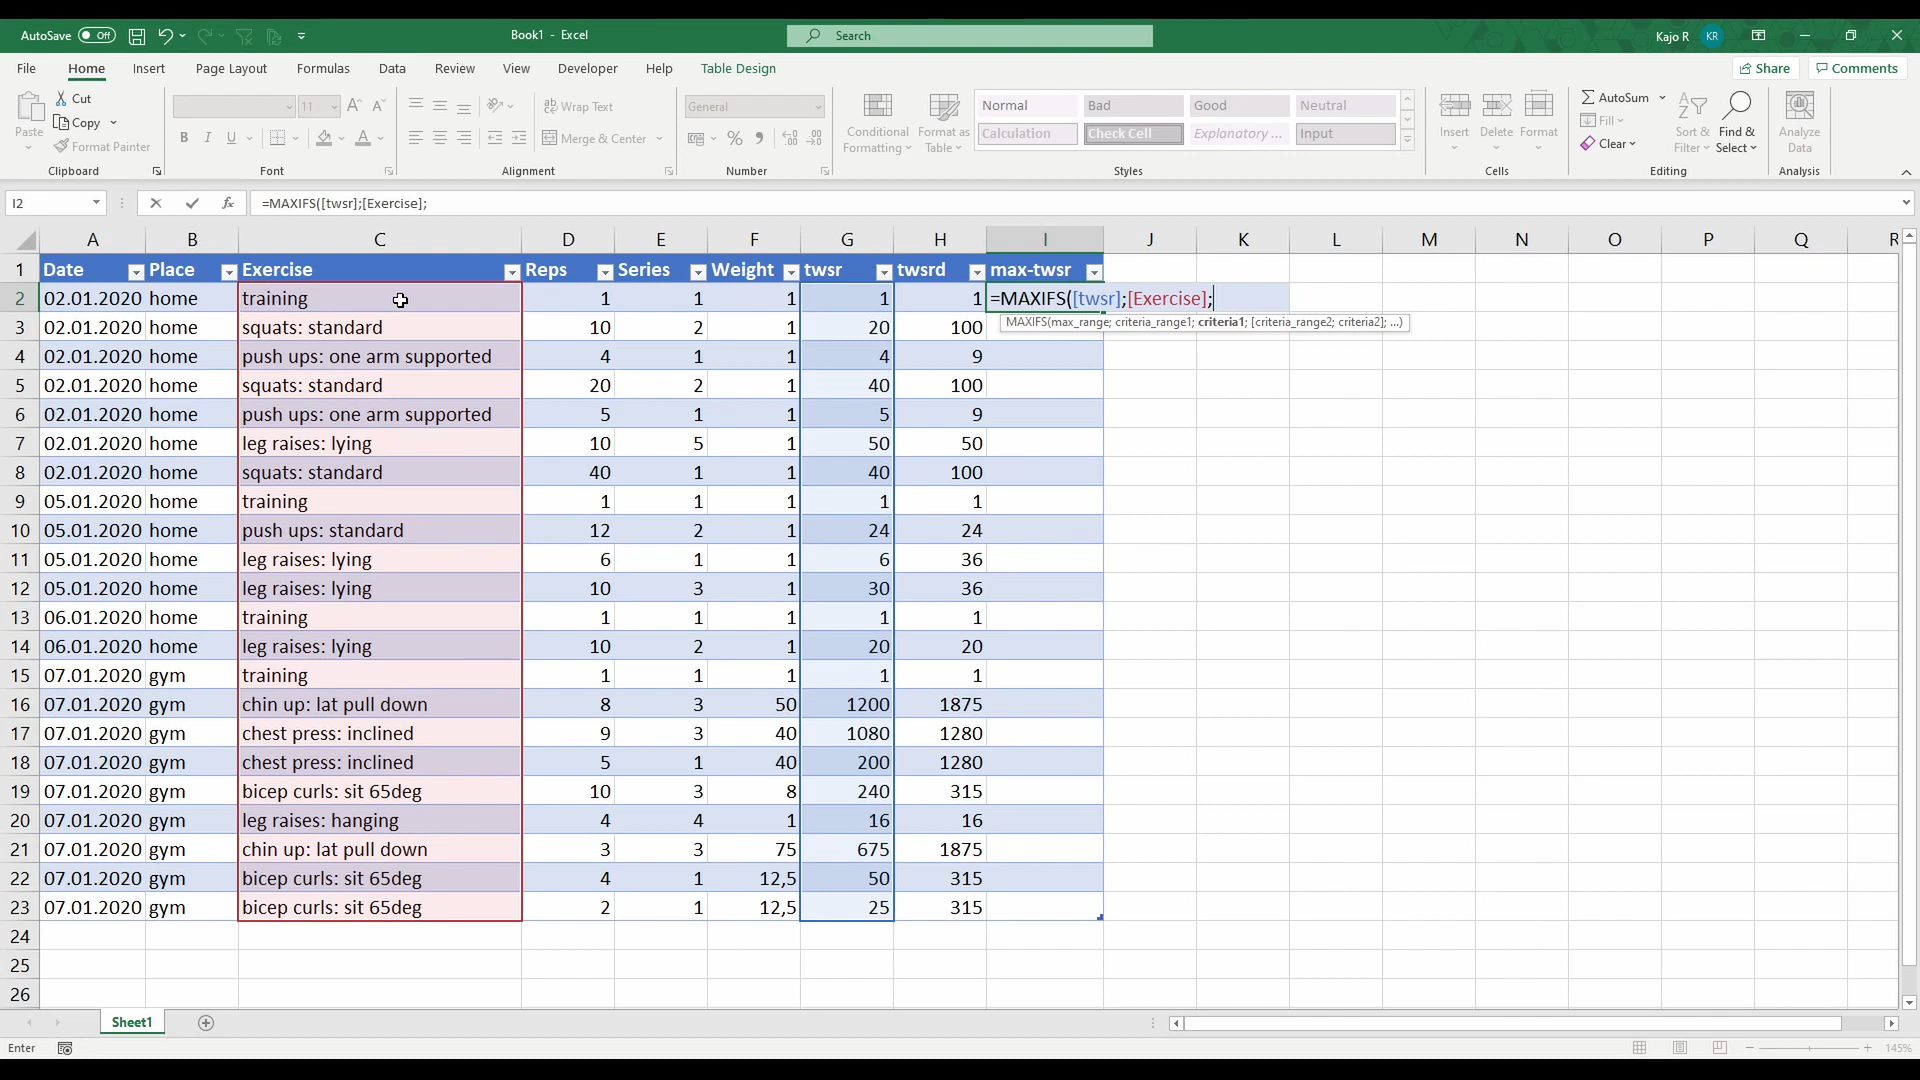 AutoSave Off Book1 - Excel Search Kajo R KR
File Home Insert Page Layout Formulas Data Review View Developer Help Table Design Share Comments
Paste Cut Copy Format Painter Clipboard
11 A A B I U A Font
ab Wrap Text Merge & Center Alignment
General % Number
Conditional Formatting Format as Table Normal Bad Good Neutral
Calculation Check Cell Explanatory ... Input Styles
Insert Delete Format Cells
AutoSum Fill Clear Sort & Filter Find & Select Editing
Analyze Data Analysis
I2 fx =MAXIFS([twsr];[Exercise];
A B C D E F G H I J K L M N O P Q R
1 Date Place Exercise Reps Series Weight twsr twsrd max-twsr
2 02.01.2020 home training 1 1 1 1 1 =MAXIFS([twsr];[Exercise];
MAXIFS(max_range; criteria_range1; criteria1; [criteria_range2; criteria2]; ...)
3 02.01.2020 home squats: standard 10 2 1 20 100
4 02.01.2020 home push ups: one arm supported 4 1 1 4 9
5 02.01.2020 home squats: standard 20 2 1 40 100
6 02.01.2020 home push ups: one arm supported 5 1 1 5 9
7 02.01.2020 home leg raises: lying 10 5 1 50 50
8 02.01.2020 home squats: standard 40 1 1 40 100
9 05.01.2020 home training 1 1 1 1 1
10 05.01.2020 home push ups: standard 12 2 1 24 24
11 05.01.2020 home leg raises: lying 6 1 1 6 36
12 05.01.2020 home leg raises: lying 10 3 1 30 36
13 06.01.2020 home training 1 1 1 1 1
14 06.01.2020 home leg raises: lying 10 2 1 20 20
15 07.01.2020 gym training 1 1 1 1 1
16 07.01.2020 gym chin up: lat pull down 8 3 50 1200 1875
17 07.01.2020 gym chest press: inclined 9 3 40 1080 1280
18 07.01.2020 gym chest press: inclined 5 1 40 200 1280
19 07.01.2020 gym bicep curls: sit 65deg 10 3 8 240 315
20 07.01.2020 gym leg raises: hanging 4 4 1 16 16
21 07.01.2020 gym chin up: lat pull down 3 3 75 675 1875
22 07.01.2020 gym bicep curls: sit 65deg 4 1 12,5 50 315
23 07.01.2020 gym bicep curls: sit 65deg 2 1 12,5 25 315
24
25
26
Sheet1
Enter 145%